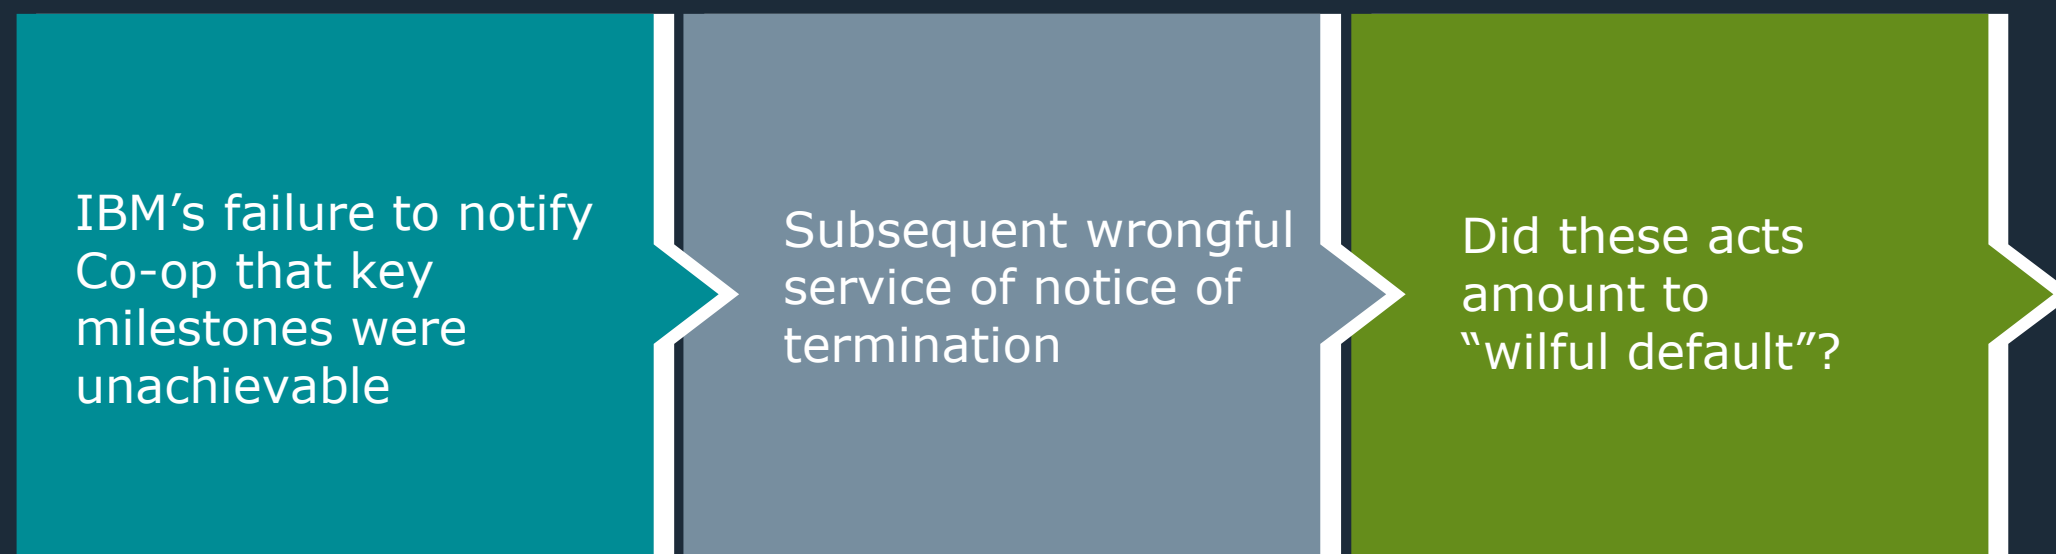 IBM’s failure to notify
Co-op that key
milestones were
unachievable
Subsequent wrongful
service of notice of
termination
Did these acts
amount to
“wilful default”?